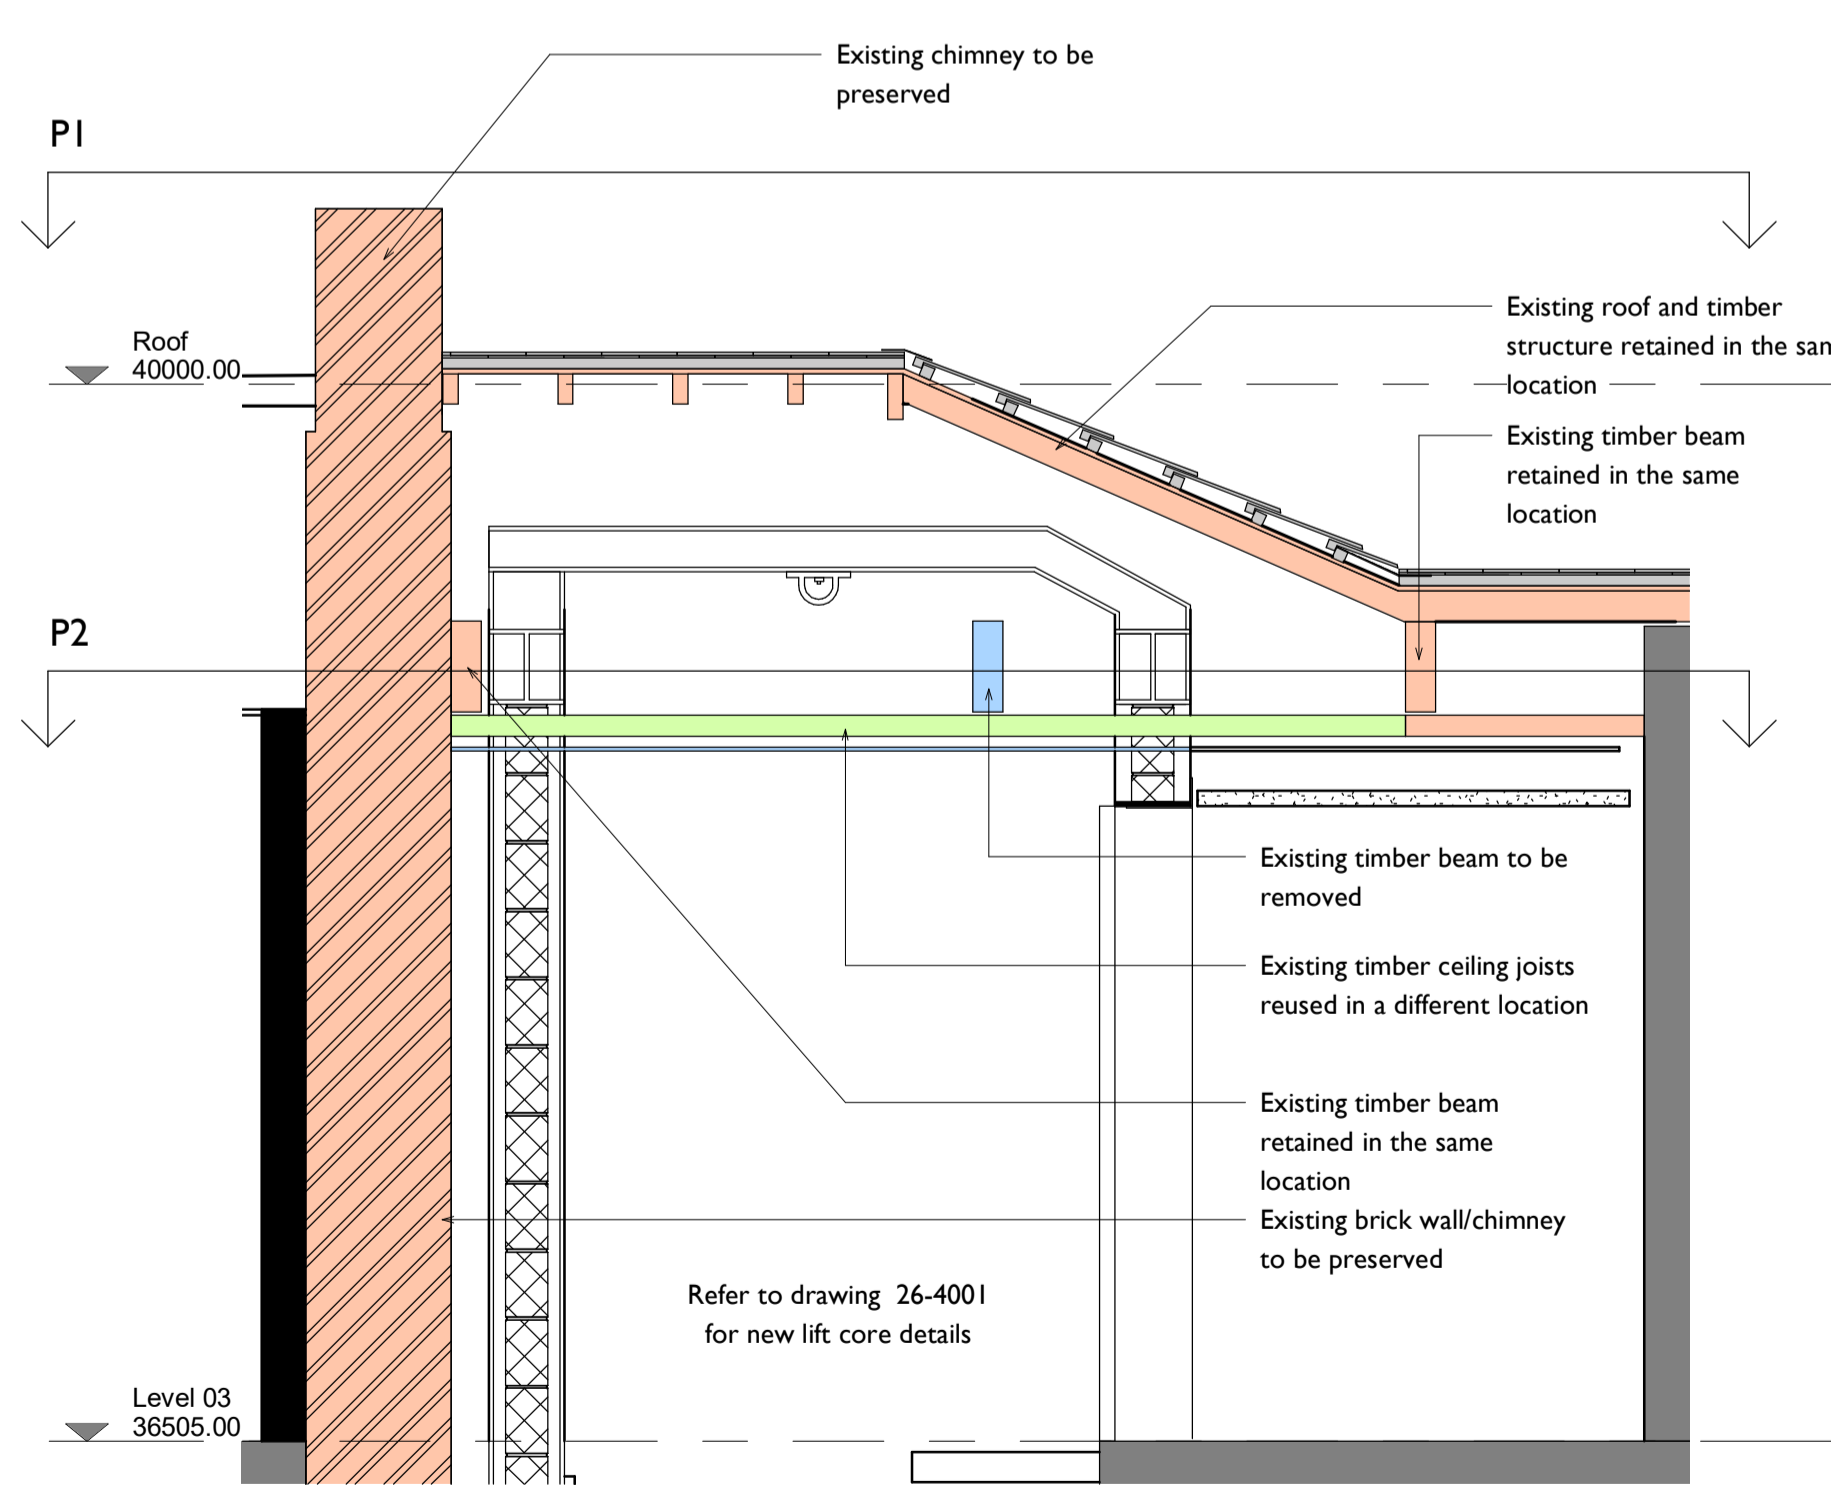 Existing chimney to be
preserved
P1
Roof
40000.00
Existing roof and timber
structure retained in the
location
Existing timber beam
retained in the same
location
P2
Existing timber beam to be
removed
Existing timber ceiling joists
reused in a different location
Existing timber beam
retained in the same
location
Existing brick wall/chimney
to be preserved
Refer to drawing 26-4001
for new lift core details
Level 03
36505.00